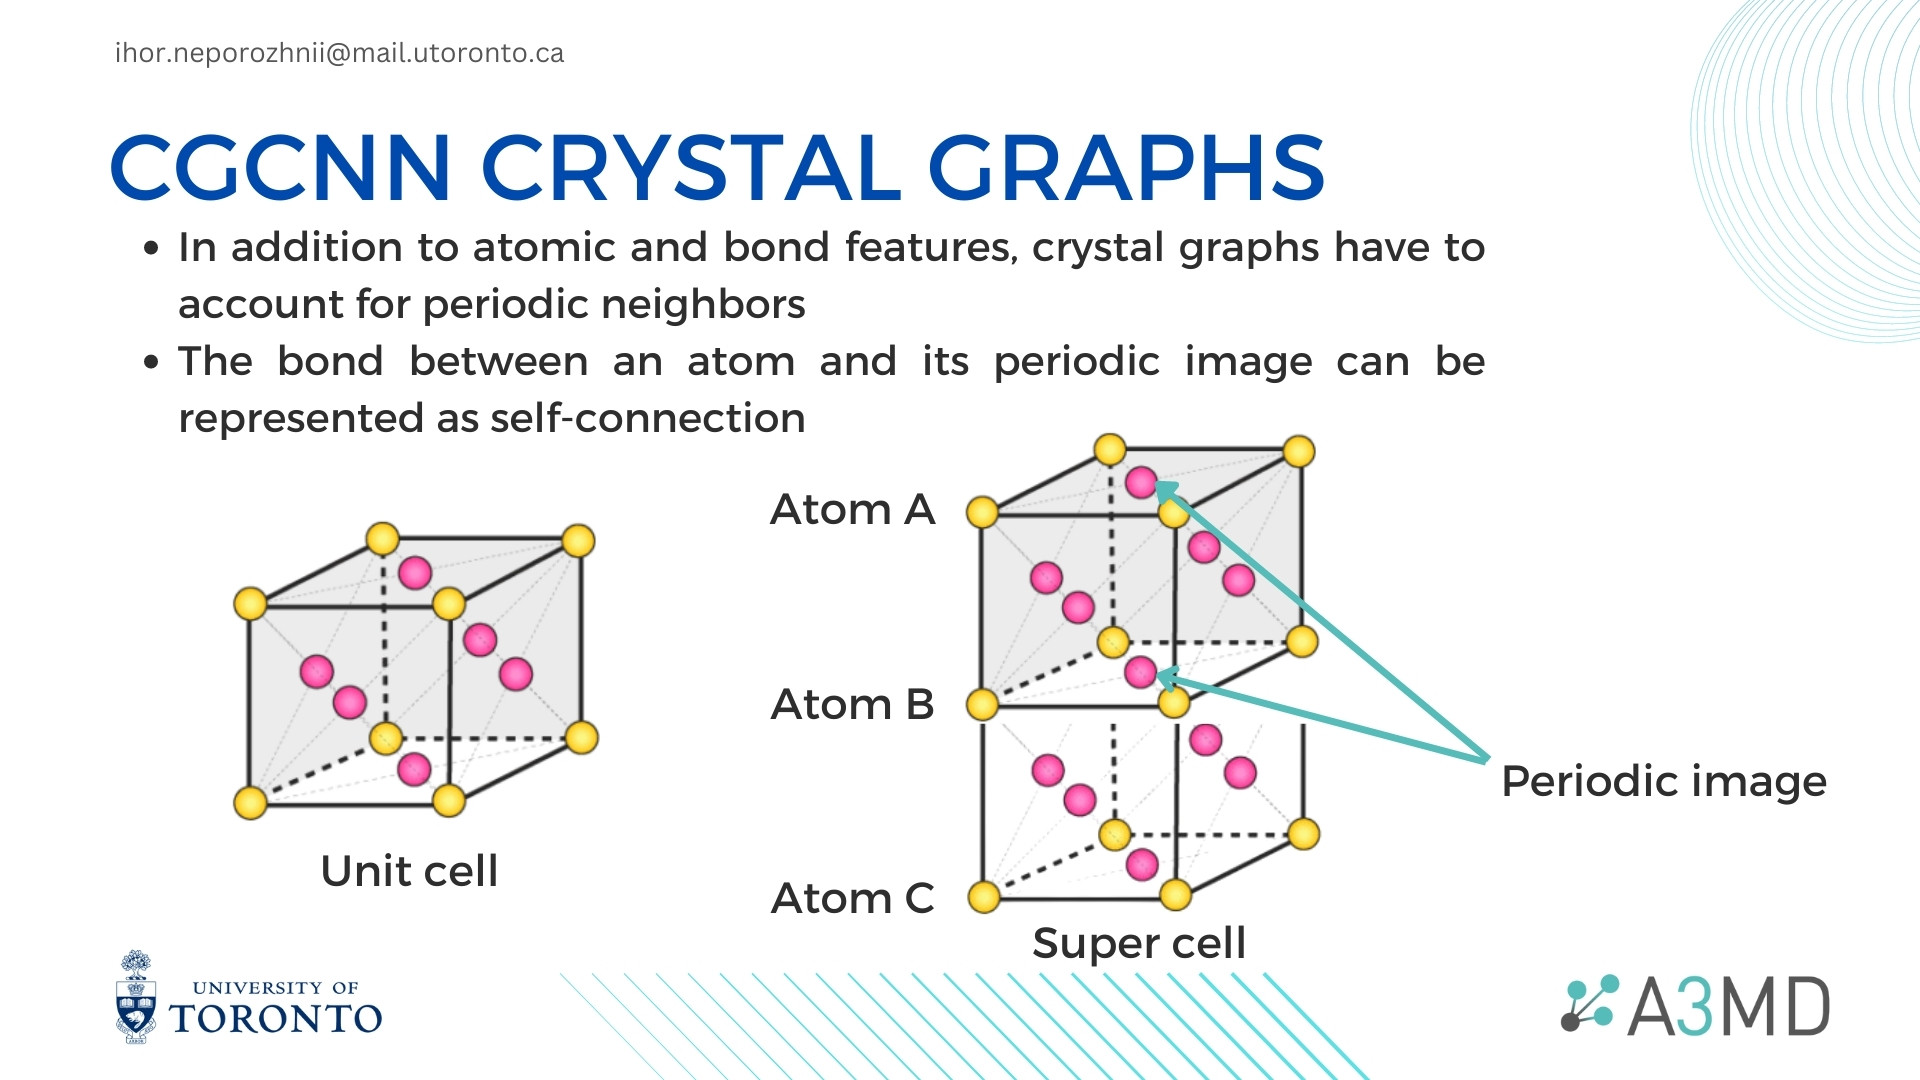 ihor.neporozhnii@mail.utoronto.ca
CGCNN CRYSTAL GRAPHS
• In addition to atomic and bond features, crystal graphs have to
account for periodic neighbors
• The bond between an atom and its periodic image can be
represented as self-connection
Atom A
Atom B
Periodic image
Unit cell
Atom C
Super cell
UNIVERSITY OF
TORONTO
A3MD